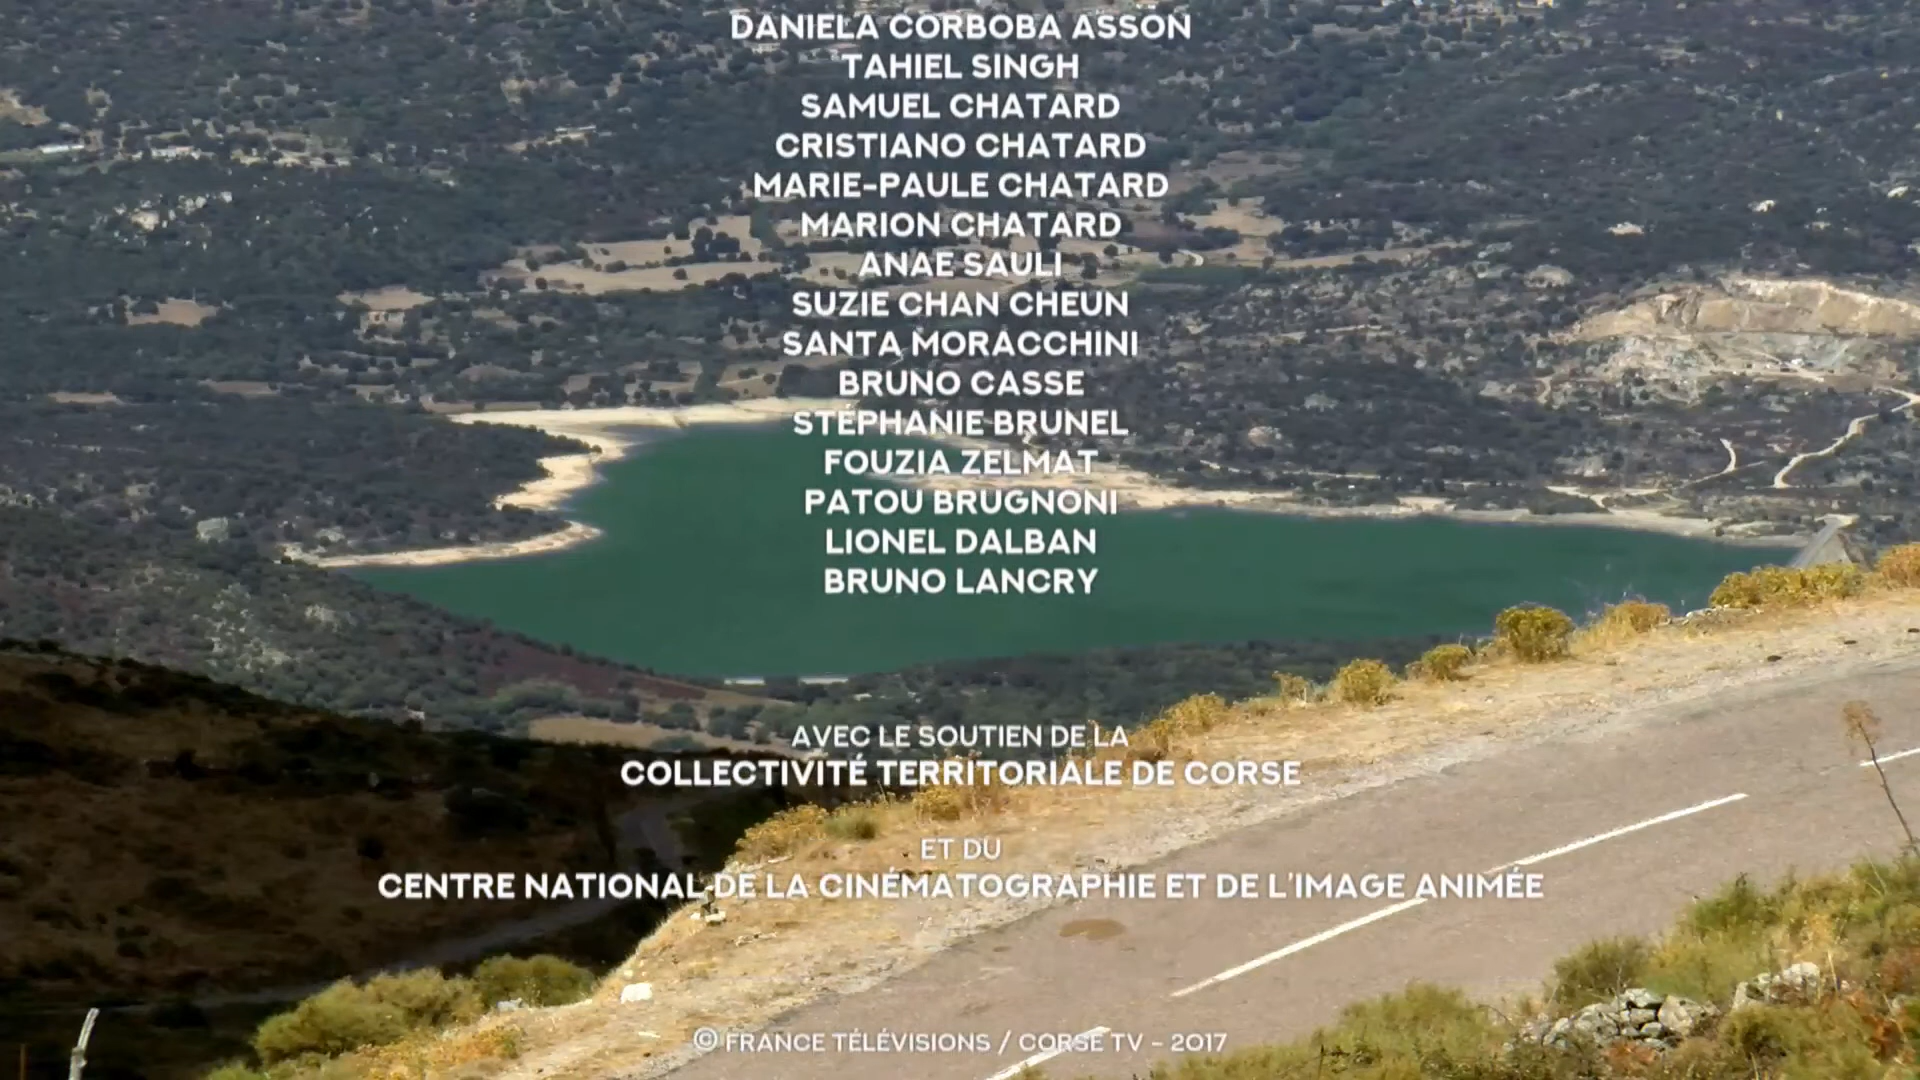 DANIELA CORBOBA ASSON
TAHIEL SINGH
SAMUEL CHATARD
CRISTIANO CHATARD
MARIE-PAULE CHATARD
MARION CHATARD
ANAE SAULI
SUZIE CHAN CHEUN
SANTA MORACCHINI
BRUNO CASSE
STÉPHANIE BRUNEL
FOUZIA ZELMAT
PATOU BRUGNONI
LIONEL DALBAN
BRUNO LANCRY
AVEC LE SOUTIEN DE LA
COLLECTIVITÉ TERRITORIALE DE CORSE
ET DU
CENTRE NATIONAL DE LA CINÉMATOGRAPHIE ET DE L'IMAGE ANIMÉE
© FRANCE TÉLÉVISIONS / CORSE TV - 2017